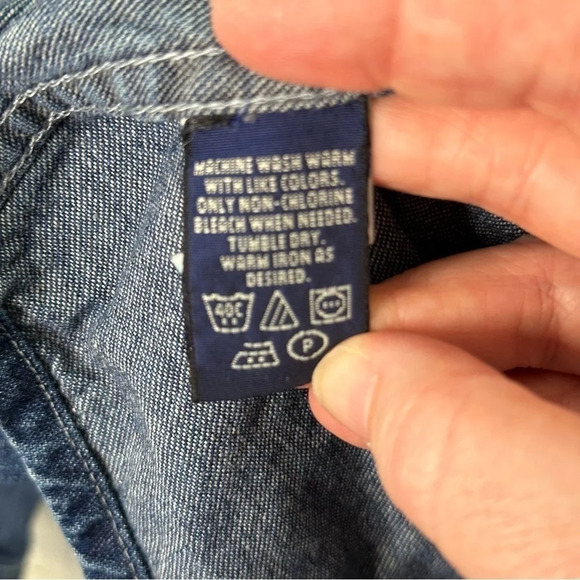 MACHINE WASH WARM
WITH LIKE COLORS.
ONLY NON-CHLORINE
BLEACH WHEN NEEDED.
TUMBLE DRY.
WARM IRON AS
DESIRED.
40C
P